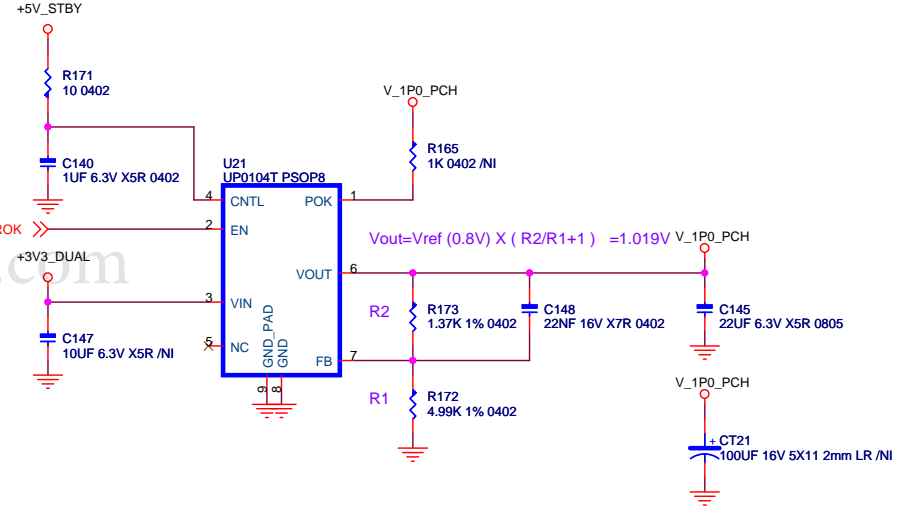 +5V_STBY
R171
10 0402
V_1P0_PCH
R165
1K 0402 /NI
C140
1UF 6.3V X5R 0402
U21
UP0104T PSOP8
4
CNTL
POK
1
ROK
2
EN
Vout=Vref (0.8V) X ( R2/R1+1 ) =1.019V
V_1P0_PCH
+3V3_DUAL
.com
VOUT
6
3
VIN
R2
R173
1.37K 1% 0402
C148
22NF 16V X7R 0402
C145
22UF 6.3V X5R 0805
C147
10UF 6.3V X5R /NI
5
NC
GND_PAD
GND
FB
7
9
8
R1
R172
4.99K 1% 0402
V_1P0_PCH
+
CT21
100UF 16V 5X11 2mm LR /NI